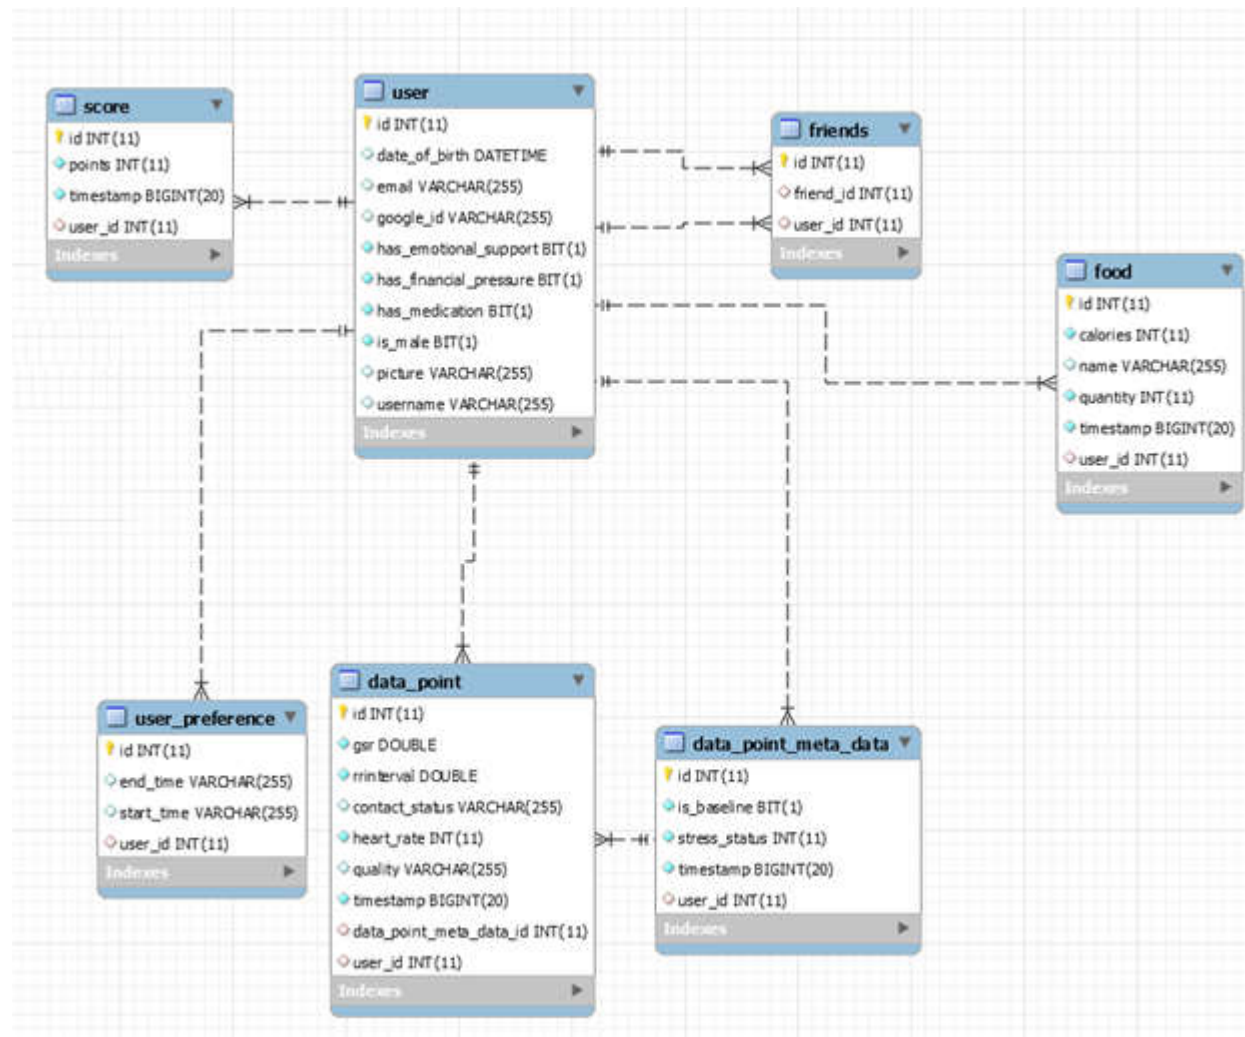 score
id INT(11)
points INT(11)
timestamp BIGINT(20)
user_id INT(11)
Indexes
user
id INT(11)
date_of_birth DATETIME
email VARCHAR(255)
google_id VARCHAR(255)
has_emotional_support BIT(1)
has_financial_pressure BIT(1)
has_medication BIT(1)
is_male BIT(1)
picture VARCHAR(255)
username VARCHAR(255)
Indexes
friends
id INT(11)
friend_id INT(11)
user_id INT(11)
Indexes
food
id INT(11)
calories INT(11)
name VARCHAR(255)
quantity INT(11)
timestamp BIGINT(20)
user_id INT(11)
Indexes
user_preference
id INT(11)
end_time VARCHAR(255)
start_time VARCHAR(255)
user_id INT(11)
Indexes
data_point
id INT(11)
gsr DOUBLE
rrinterval DOUBLE
contact_status VARCHAR(255)
heart_rate INT(11)
quality VARCHAR(255)
timestamp BIGINT(20)
data_point_meta_data_id INT(11)
user_id INT(11)
Indexes
data_point_meta_data
id INT(11)
is_baseline BIT(1)
stress_status INT(11)
timestamp BIGINT(20)
user_id INT(11)
Indexes